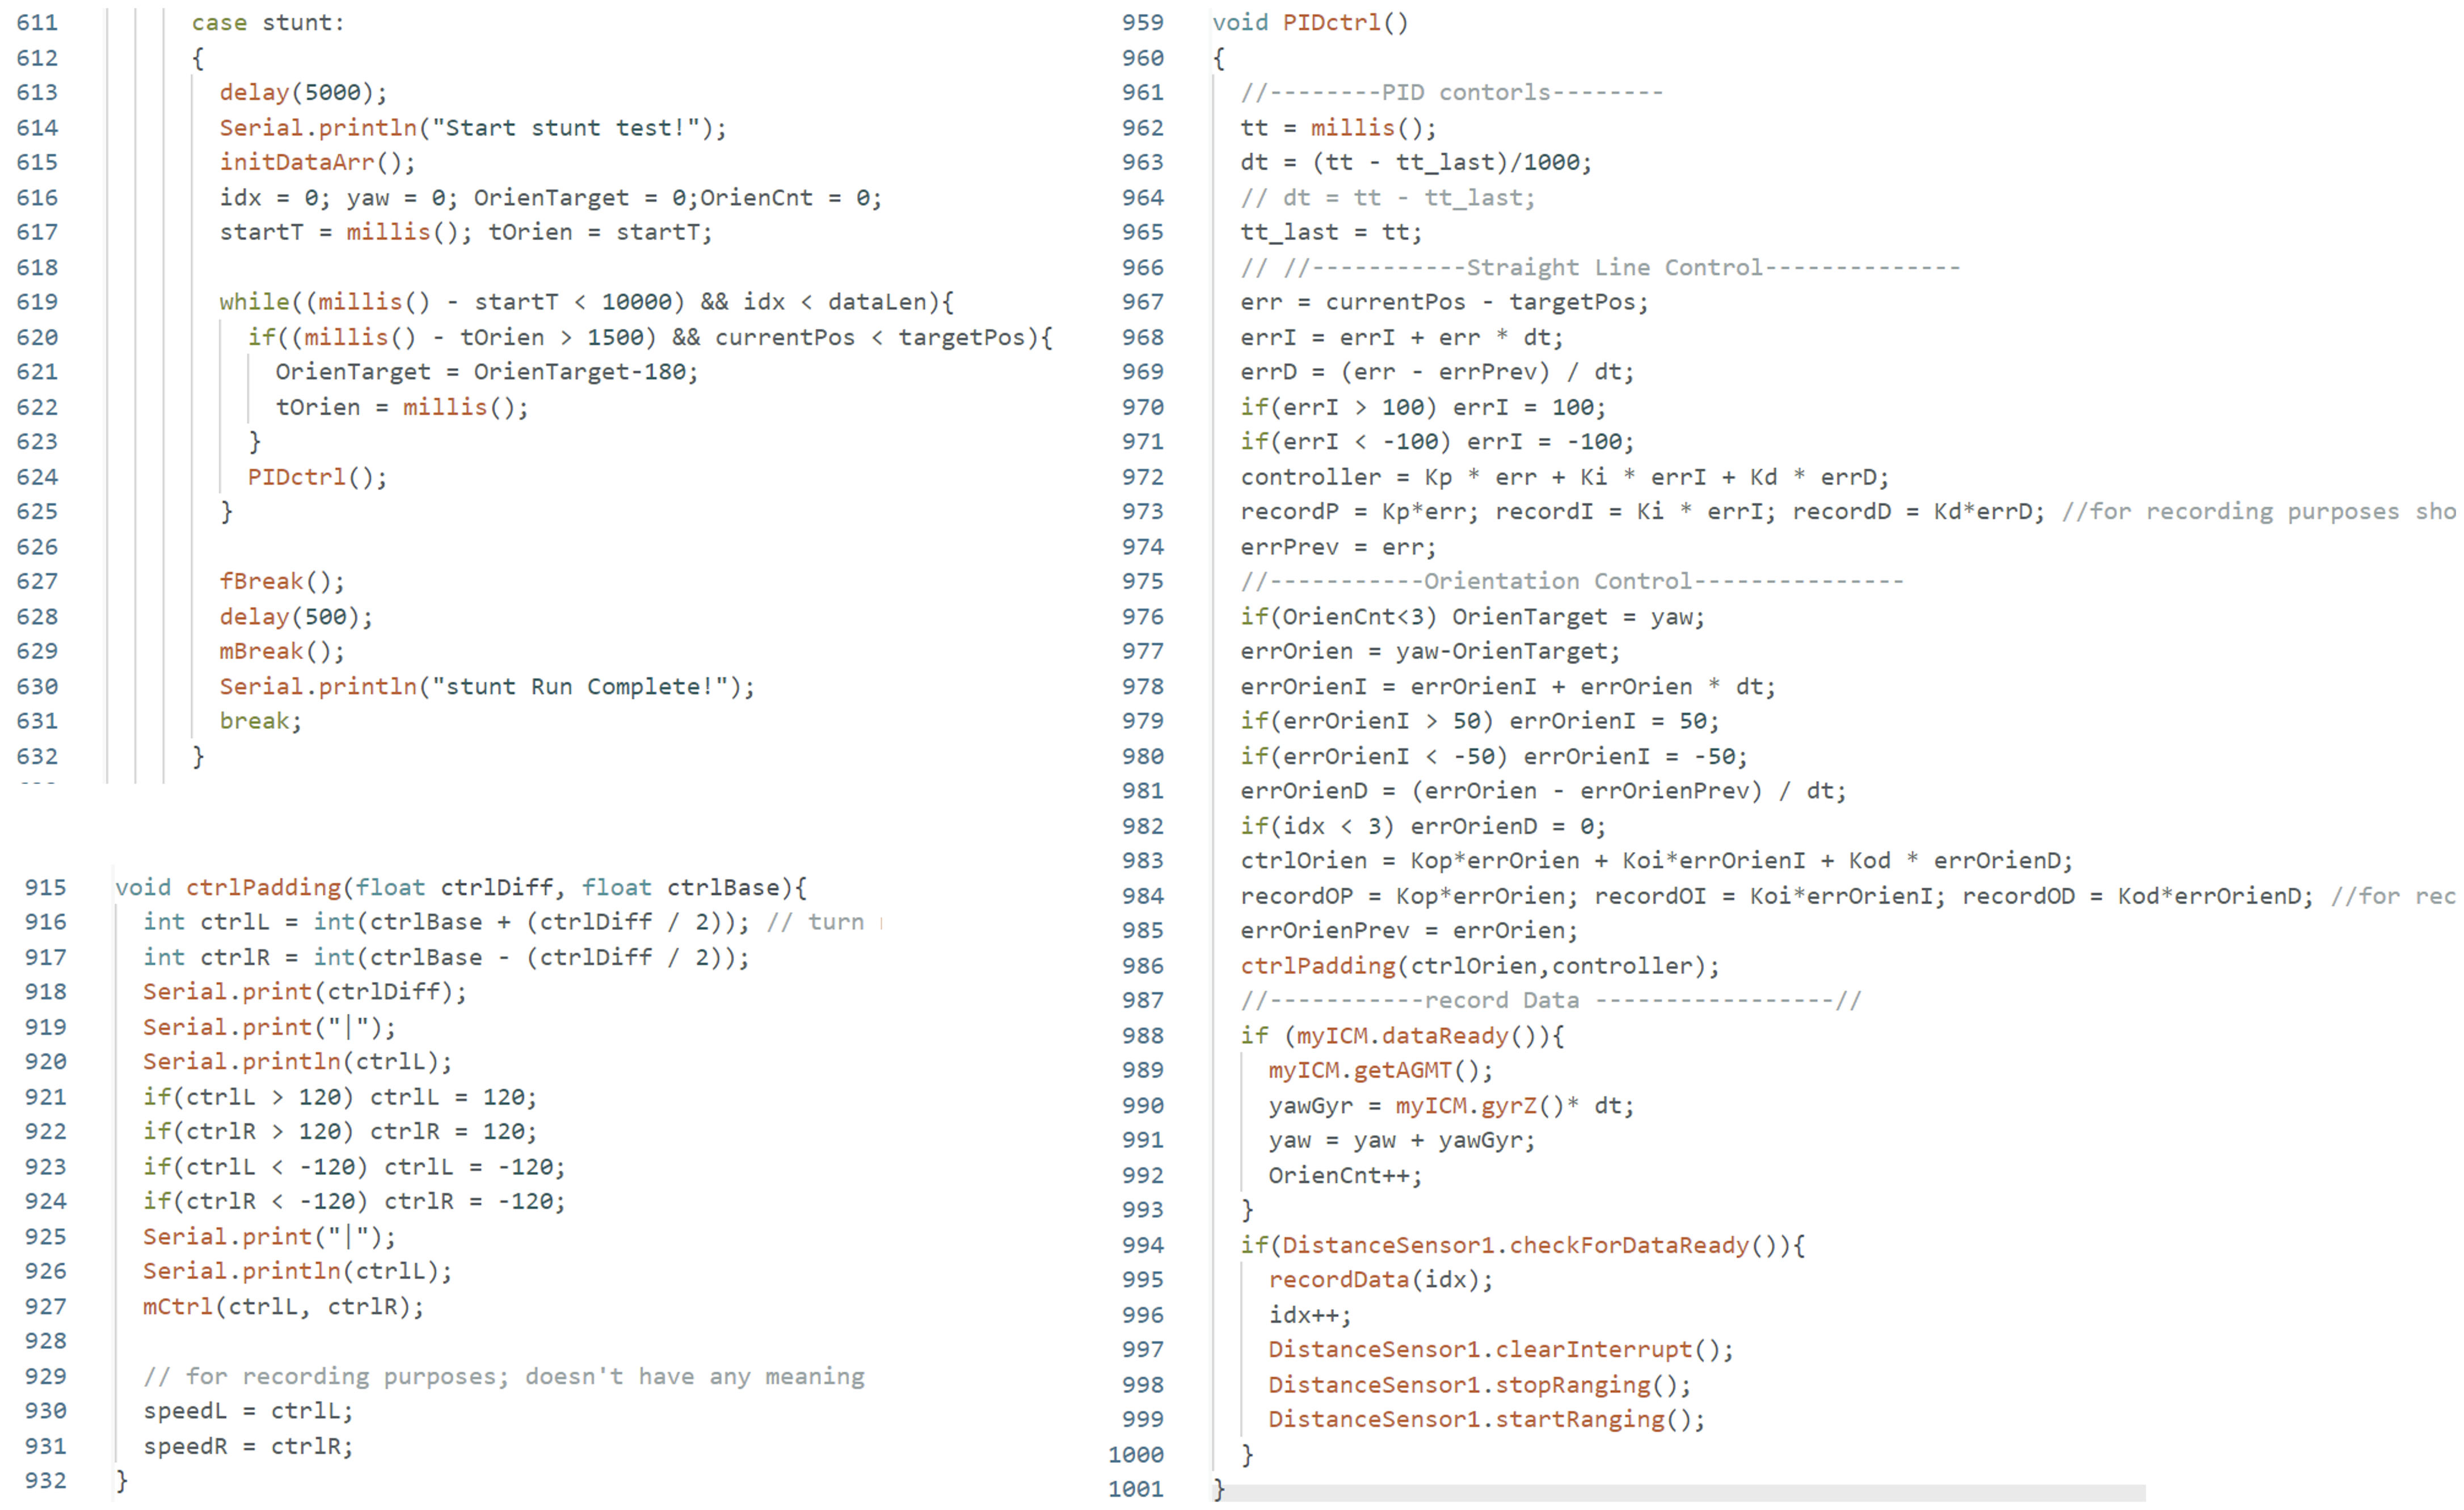 611 case stunt:
612 {
613 delay(5000);
614 Serial.println("Start stunt test!");
615 initDataArr();
616 idx = 0; yaw = 0; OrienTarget = 0;OrienCnt = 0;
617 startT = millis(); tOrien = startT;
618
619 while((millis() - startT < 10000) && idx < dataLen){
620 if((millis() - tOrien > 1500) && currentPos < targetPos){
621 OrienTarget = OrienTarget-180;
622 tOrien = millis();
623 }
624 PIDctrl();
625 }
626
627 fBreak();
628 delay(500);
629 mBreak();
630 Serial.println("stunt Run Complete!");
631 break;
632 }
915 void ctrlPadding(float ctrlDiff, float ctrlBase){
916 int ctrlL = int(ctrlBase + (ctrlDiff / 2)); // turn
917 int ctrlR = int(ctrlBase - (ctrlDiff / 2));
918 Serial.print(ctrlDiff);
919 Serial.print("|");
920 Serial.println(ctrlL);
921 if(ctrlL > 120) ctrlL = 120;
922 if(ctrlR > 120) ctrlR = 120;
923 if(ctrlL < -120) ctrlL = -120;
924 if(ctrlR < -120) ctrlR = -120;
925 Serial.print("|");
926 Serial.println(ctrlL);
927 mCtrl(ctrlL, ctrlR);
928
929 // for recording purposes; doesn't have any meaning
930 speedL = ctrlL;
931 speedR = ctrlR;
932 }
959 void PIDctrl()
960 {
961 //--------PID contorls--------
962 tt = millis();
963 dt = (tt - tt_last)/1000;
964 // dt = tt - tt_last;
965 tt_last = tt;
966 // //-----------Straight Line Control--------------
967 err = currentPos - targetPos;
968 errI = errI + err * dt;
969 errD = (err - errPrev) / dt;
970 if(errI > 100) errI = 100;
971 if(errI < -100) errI = -100;
972 controller = Kp * err + Ki * errI + Kd * errD;
973 recordP = Kp*err; recordI = Ki * errI; recordD = Kd*errD; //for recording purposes sho
974 errPrev = err;
975 //-----------Orientation Control---------------
976 if(OrienCnt<3) OrienTarget = yaw;
977 errOrien = yaw-OrienTarget;
978 errOrienI = errOrienI + errOrien * dt;
979 if(errOrienI > 50) errOrienI = 50;
980 if(errOrienI < -50) errOrienI = -50;
981 errOrienD = (errOrien - errOrienPrev) / dt;
982 if(idx < 3) errOrienD = 0;
983 ctrlOrien = Kop*errOrien + Koi*errOrienI + Kod * errOrienD;
984 recordOP = Kop*errOrien; recordOI = Koi*errOrienI; recordOD = Kod*errOrienD; //for rec
985 errOrienPrev = errOrien;
986 ctrlPadding(ctrlOrien,controller);
987 //-----------record Data -----------------//
988 if (myICM.dataReady()){
989 myICM.getAGMT();
990 yawGyr = myICM.gyrZ()* dt;
991 yaw = yaw + yawGyr;
992 OrienCnt++;
993 }
994 if(DistanceSensor1.checkForDataReady()){
995 recordData(idx);
996 idx++;
997 DistanceSensor1.clearInterrupt();
998 DistanceSensor1.stopRanging();
999 DistanceSensor1.startRanging();
1000 }
1001 }